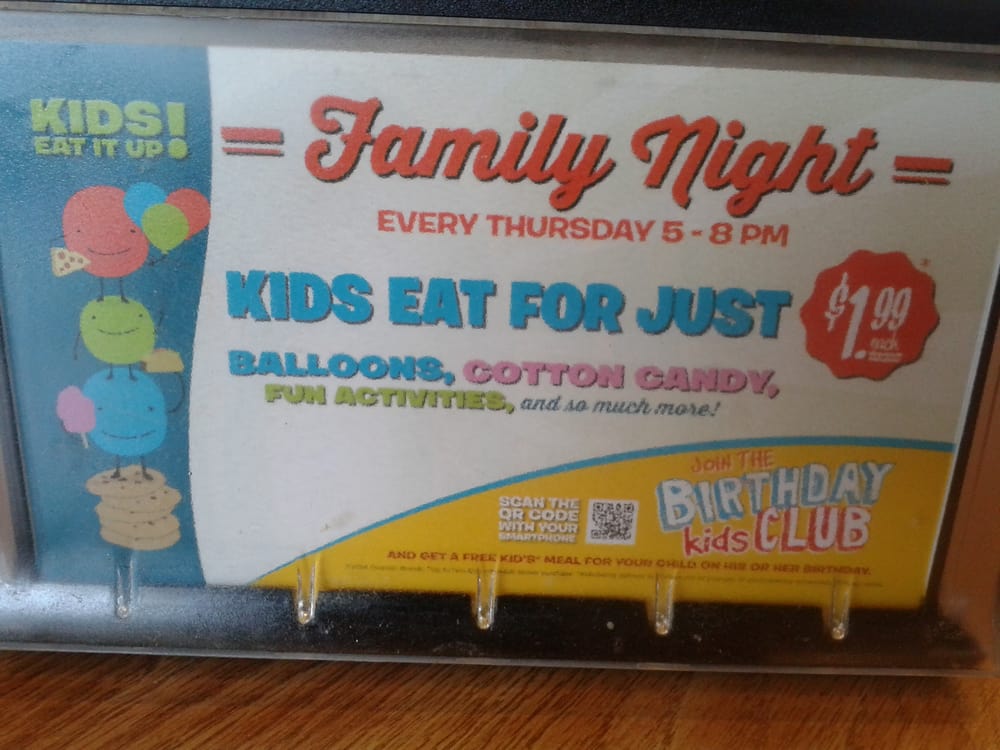 KIDS!
EAT IT UP!
Family Night
EVERY THURSDAY 5 - 8 PM
KIDS EAT FOR JUST
$1.99*
each
BALLOONS, COTTON CANDY,
FUN ACTIVITIES, and so much more!
JOIN THE
BIRTHDAY
kids CLUB
SCAN THE
QR CODE
WITH YOUR
SMARTPHONE
AND GET A FREE KID'S* MEAL FOR YOUR CHILD ON HIS OR HER BIRTHDAY.